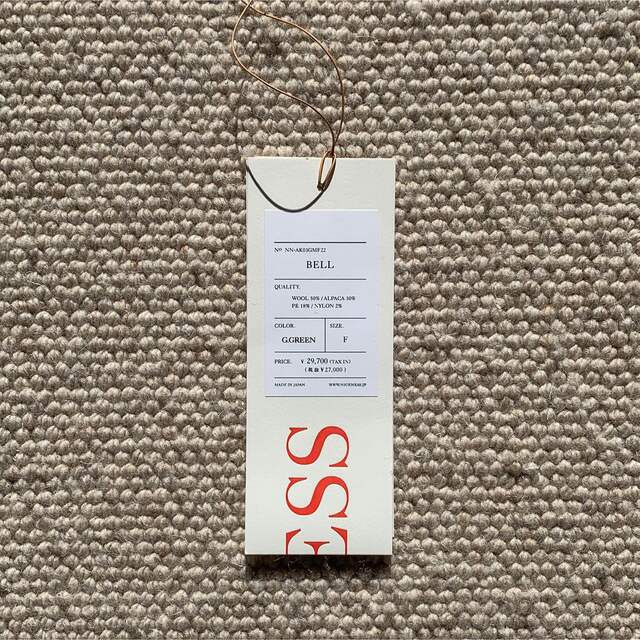 No. NN-AK03GMF22
BELL
QUALITY.
WOOL 50% / ALPACA 30%
PE 18% / NYLON 2%
COLOR.
SIZE.
G.GREEN
F
PRICE.
¥ 29,700 (TAX IN)
(税抜¥27,000)
MADE IN JAPAN
ESS